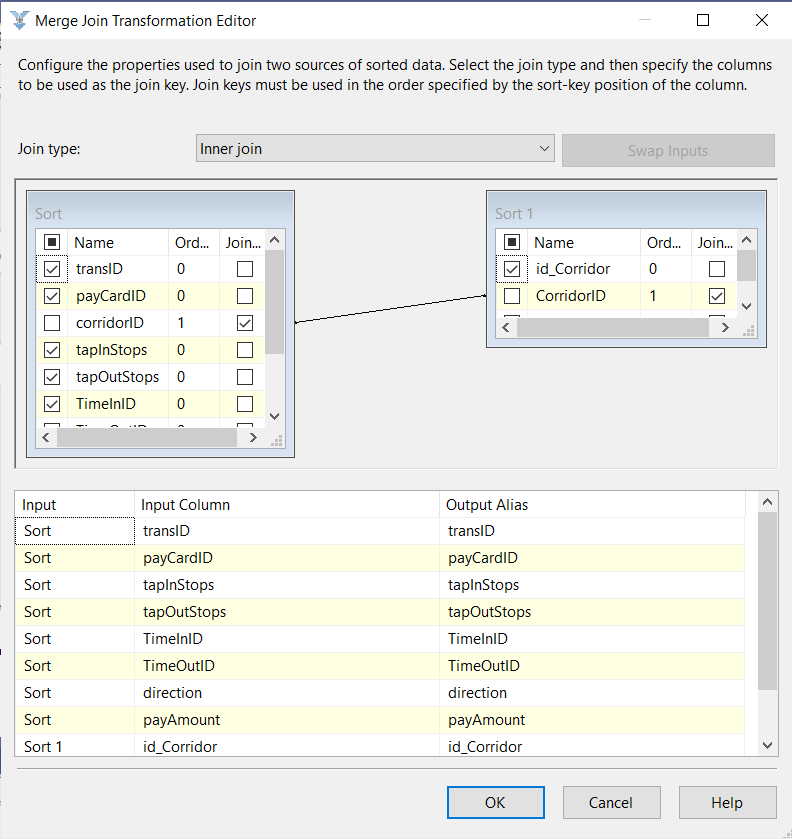 Merge Join Transformation Editor
Configure the properties used to join two sources of sorted data. Select the join type and then specify the columns
to be used as the join key. Join keys must be used in the order specified by the sort-key position of the column.
Join type:
Inner join
Swap Inputs
Sort
Name Ord... Join...
transID 0
payCardID 0
corridorID 1
tapInStops 0
tapOutStops 0
TimeInID 0
Sort 1
Name Ord... Join...
id_Corridor 0
CorridorID 1
Input Input Column Output Alias
Sort transID transID
Sort payCardID payCardID
Sort tapInStops tapInStops
Sort tapOutStops tapOutStops
Sort TimeInID TimeInID
Sort TimeOutID TimeOutID
Sort direction direction
Sort payAmount payAmount
Sort 1 id_Corridor id_Corridor
OK Cancel Help